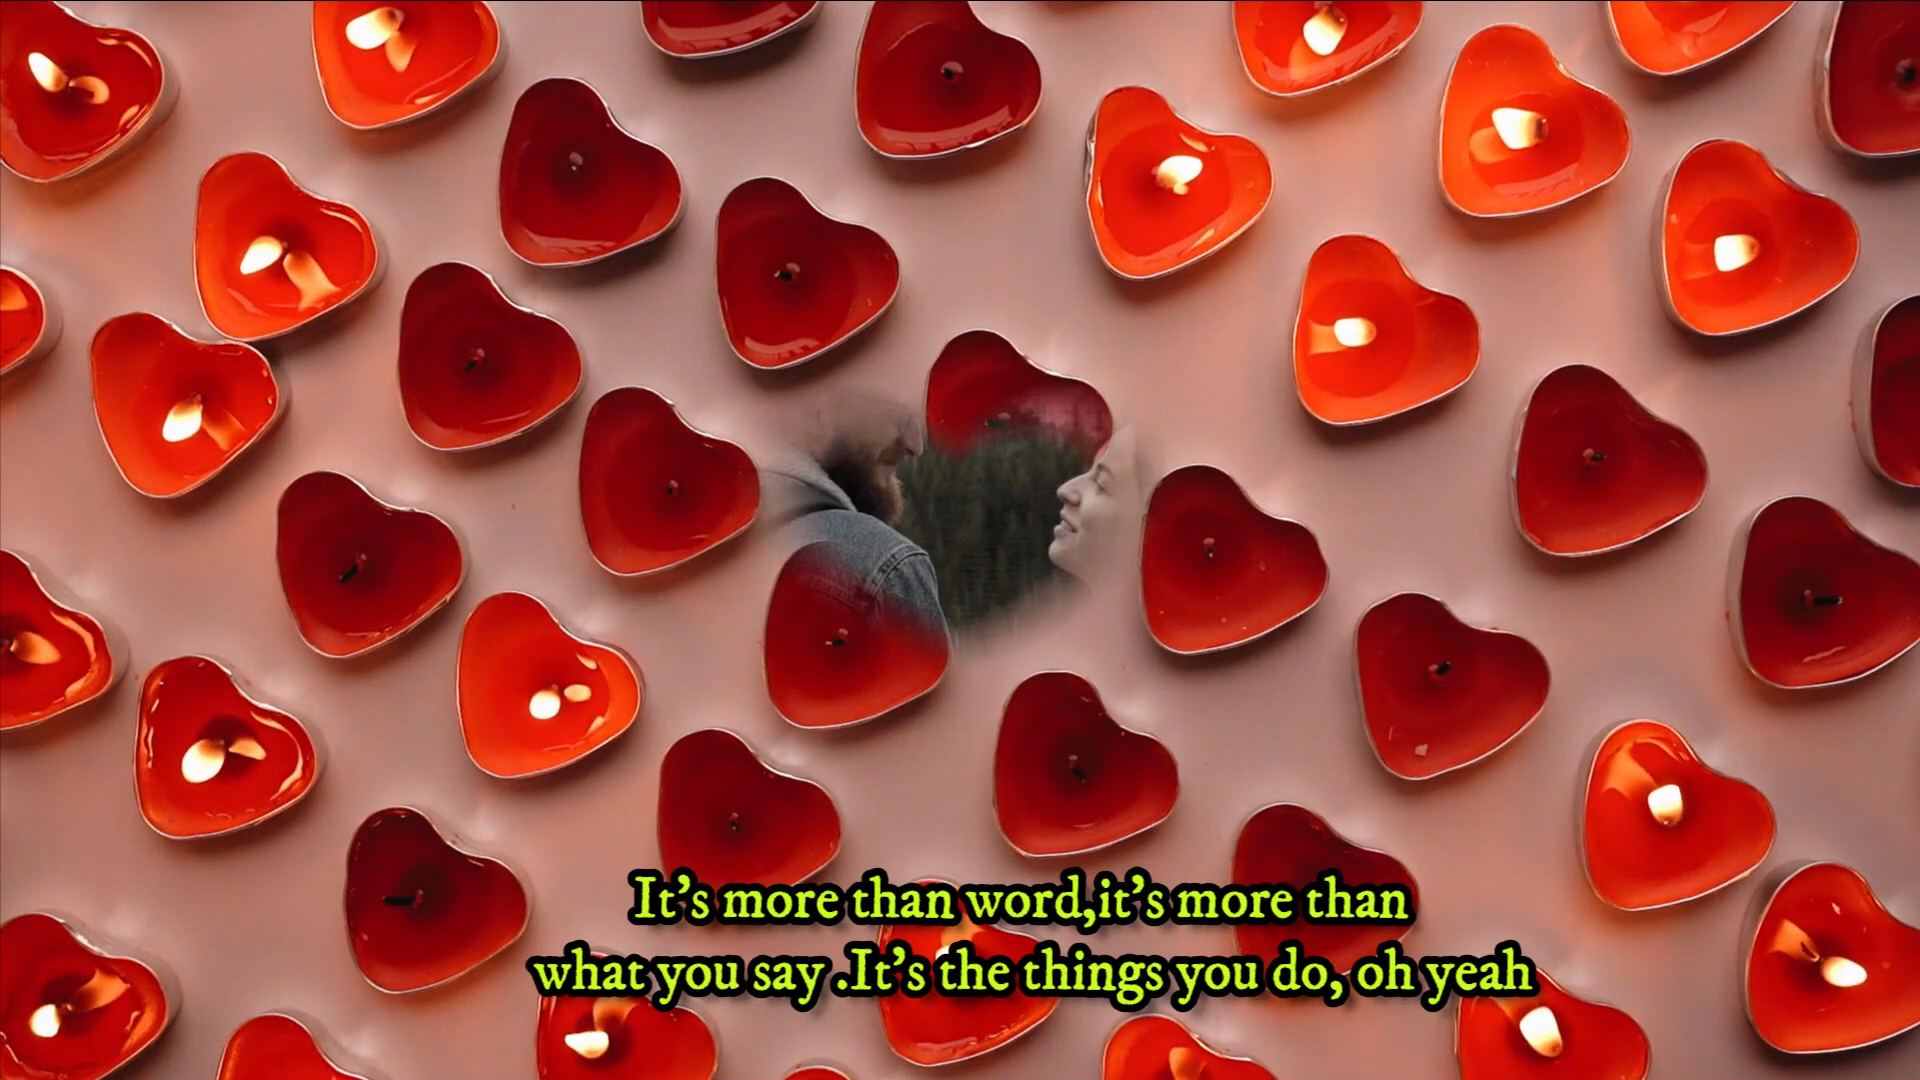 It's more than word,it's more than
what you say .It's the things you do, oh yeah